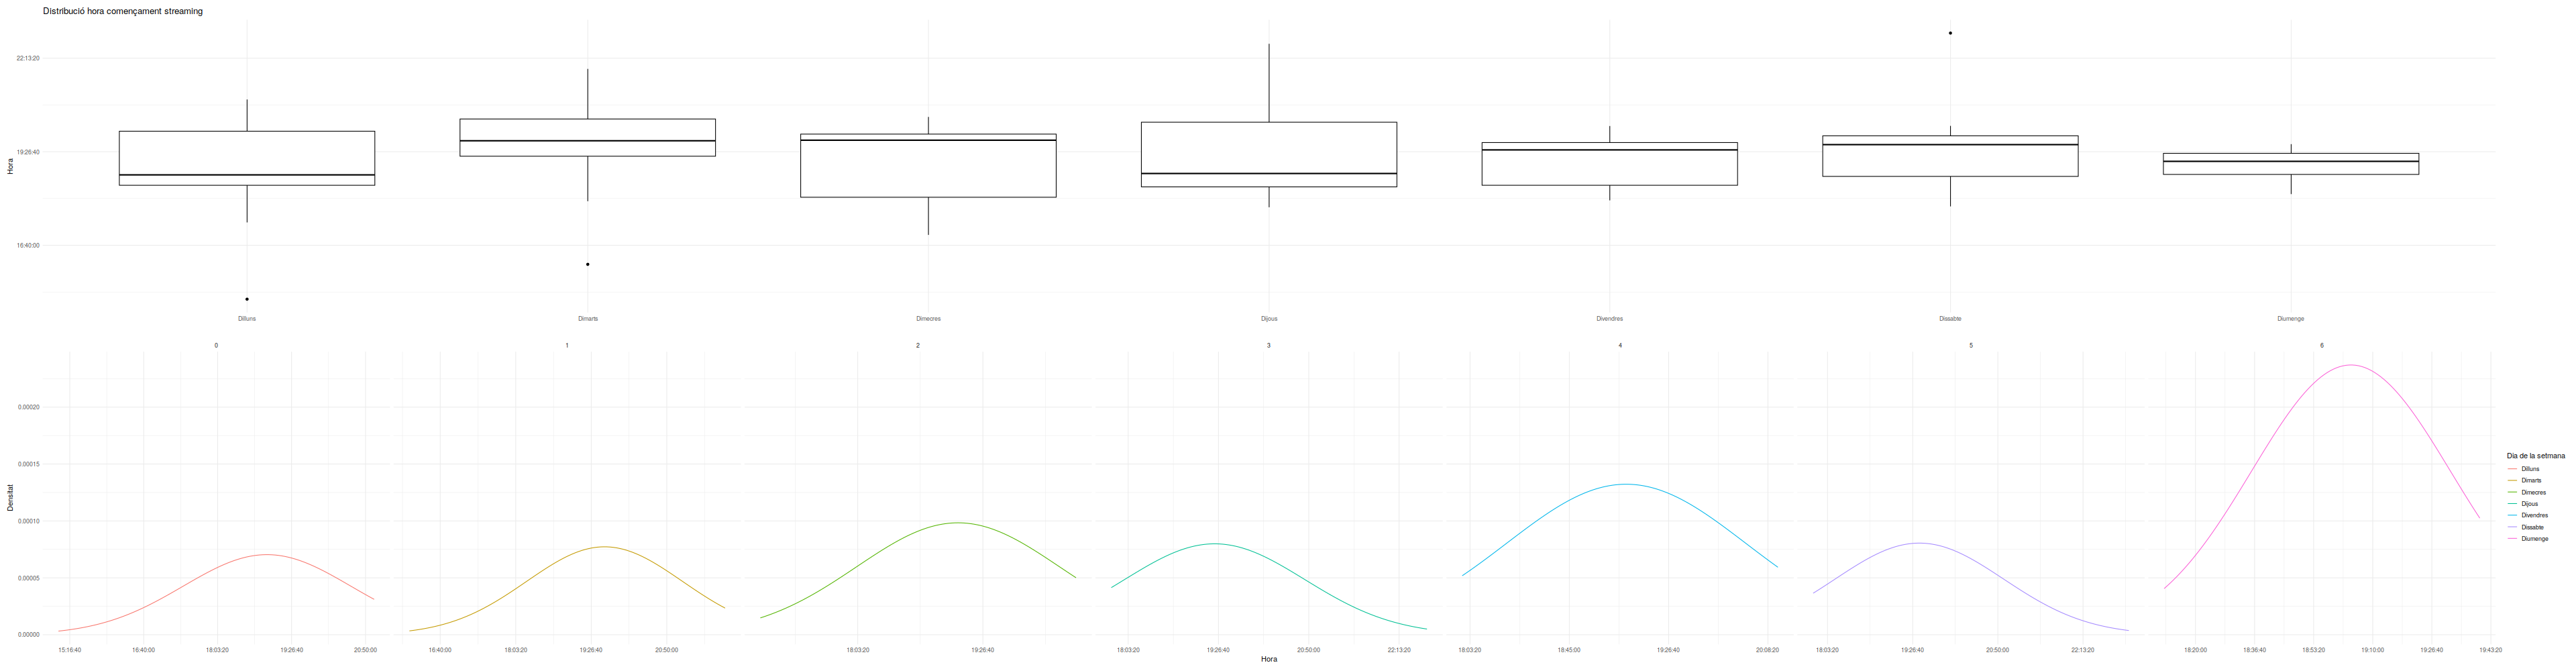 Distribució hora començament streaming
Hora
22:13:20
19:26:40
16:40:00
Dilluns Dimarts Dimecres Dijous Divendres Dissabte Diumenge
0 1 2 3 4 5 6
Densitat
0.00020
0.00015
0.00010
0.00005
0.00000
15:16:40 16:40:00 18:03:20 19:26:40 20:50:00 16:40:00 18:03:20 19:26:40 20:50:00 18:03:20 19:26:40 18:03:20 19:26:40 20:50:00 22:13:20 18:03:20 18:45:00 19:26:40 20:08:20 18:03:20 19:26:40 20:50:00 22:13:20 18:20:00 18:36:40 18:53:20 19:10:00 19:26:40 19:43:20
Hora
Dia de la setmana
Dilluns
Dimarts
Dimecres
Dijous
Divendres
Dissabte
Diumenge